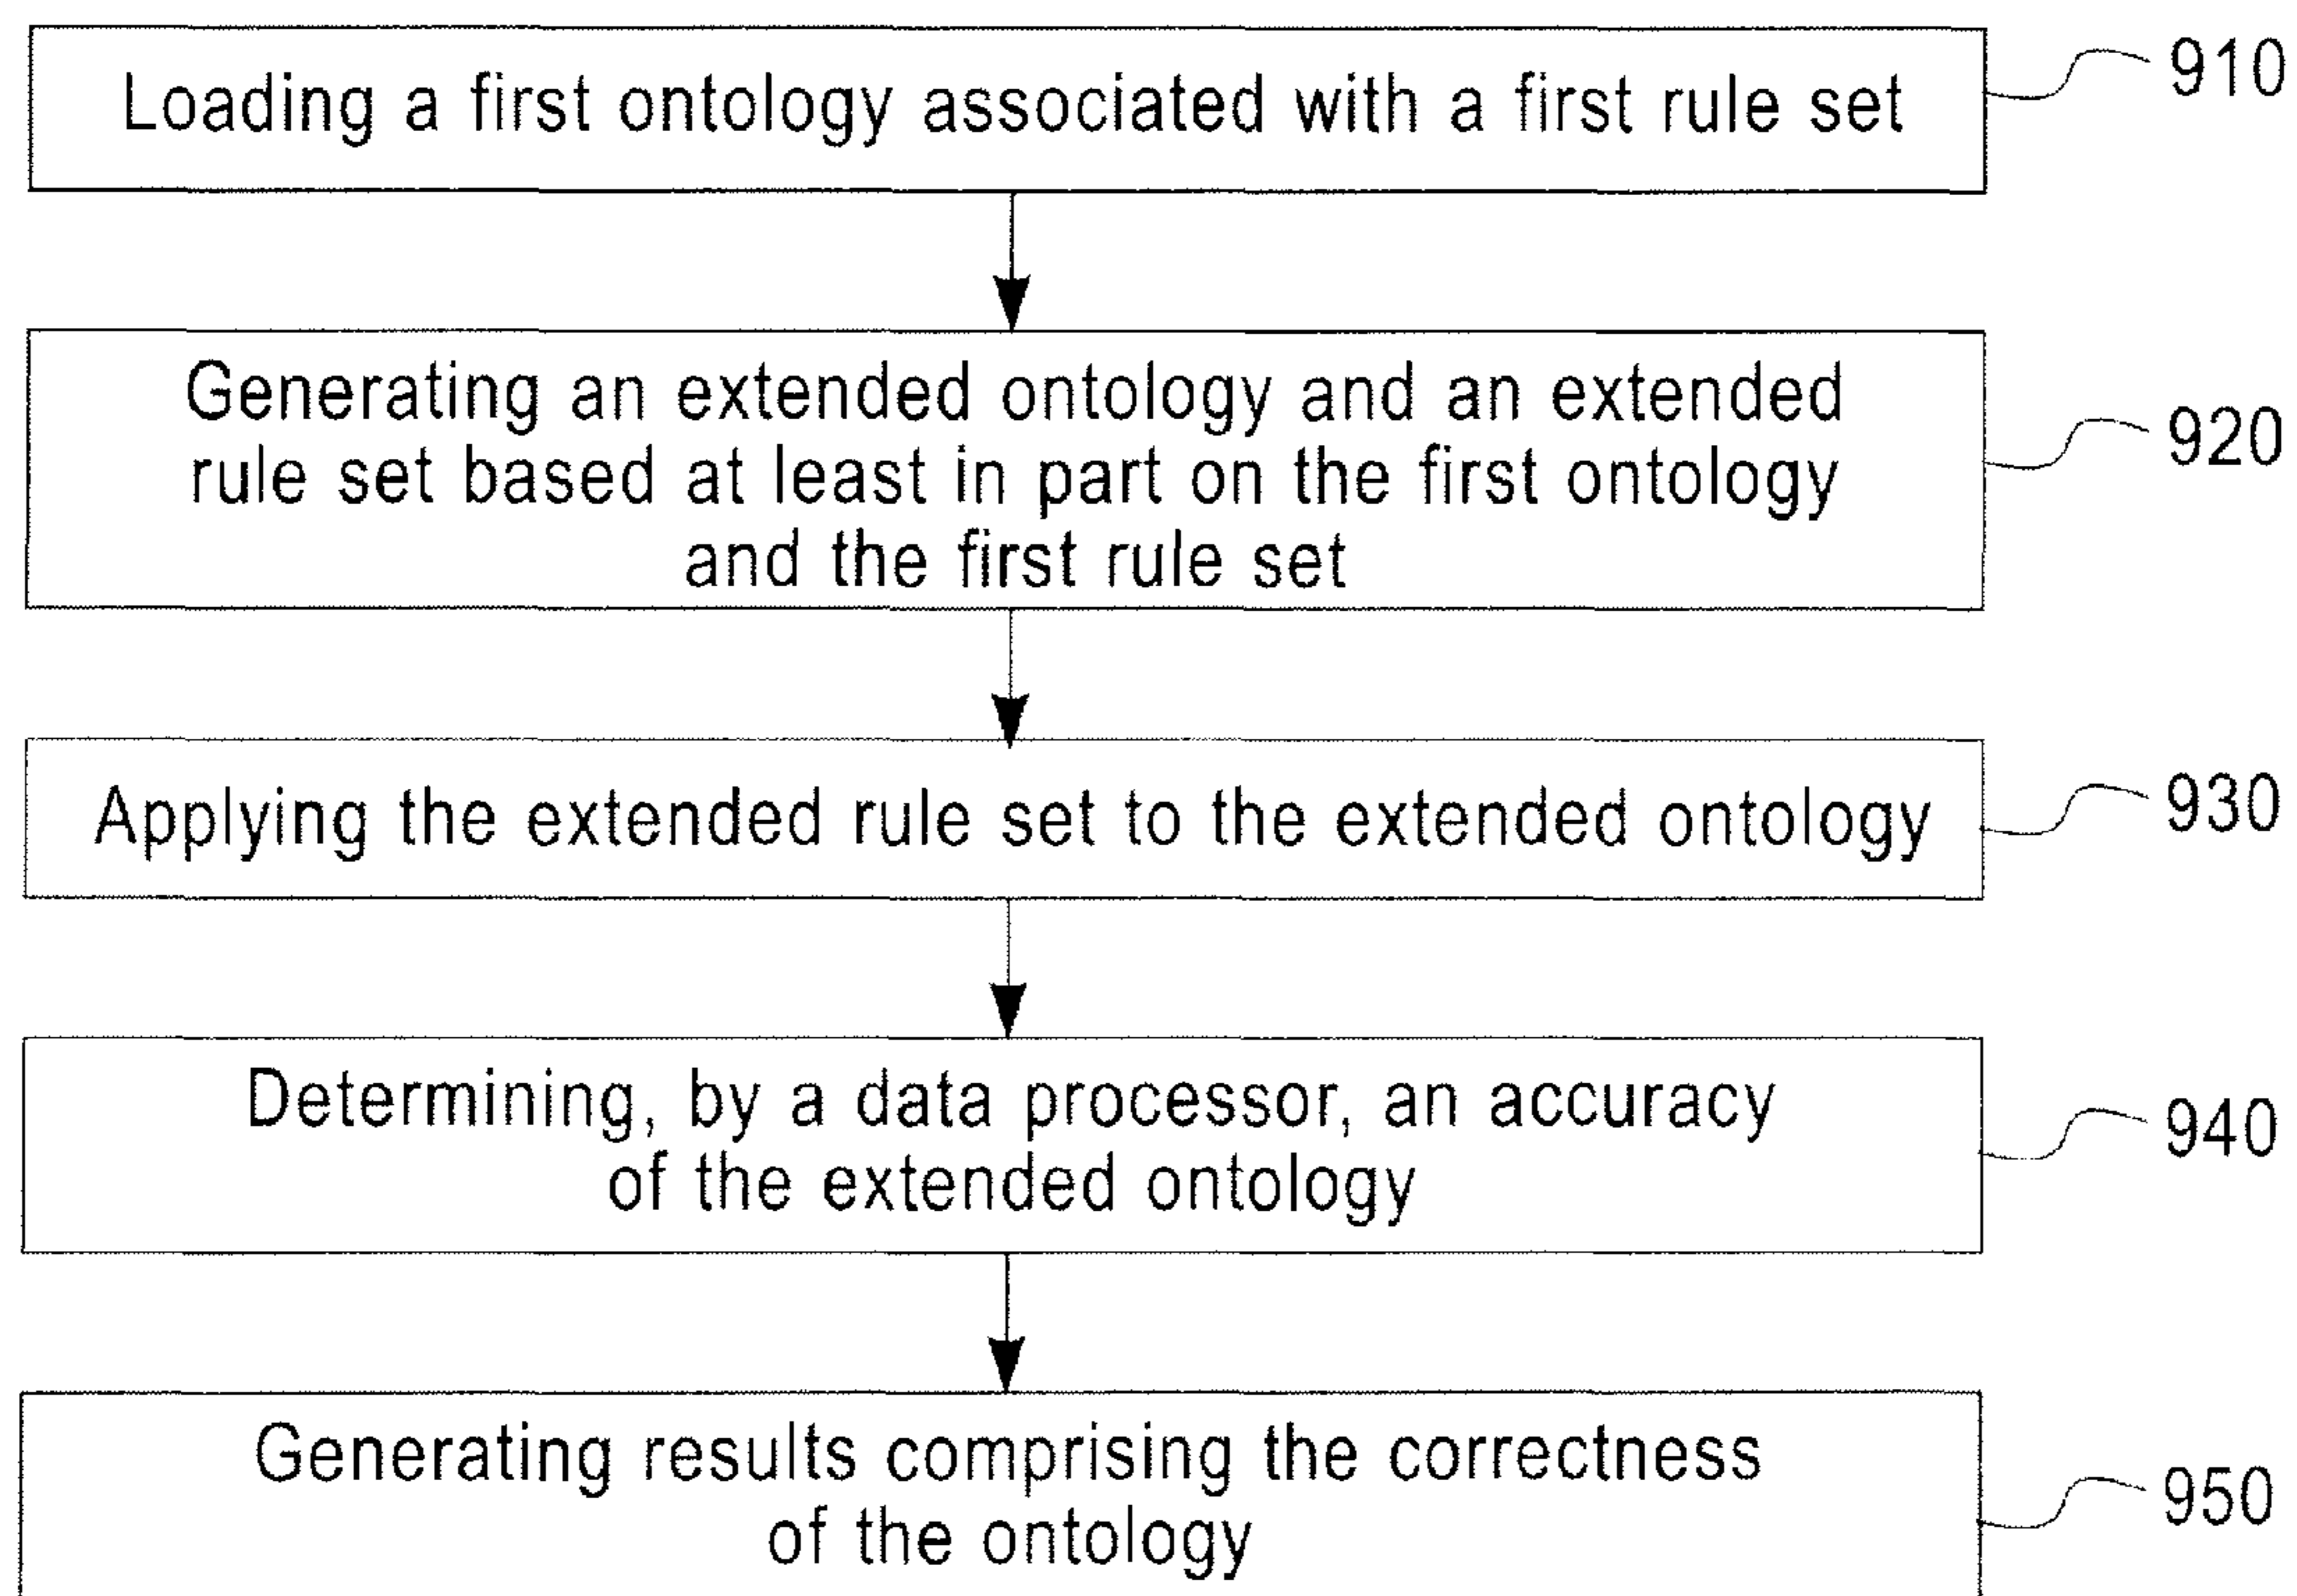 Loading a first ontology associated with a first rule set
910
Generating an extended ontology and an extended
rule set based at least in part on the first ontology
and the first rule set
920
Applying the extended rule set to the extended ontology
930
Determining, by a data processor, an accuracy
of the extended ontology
940
Generating results comprising the correctness
of the ontology
950